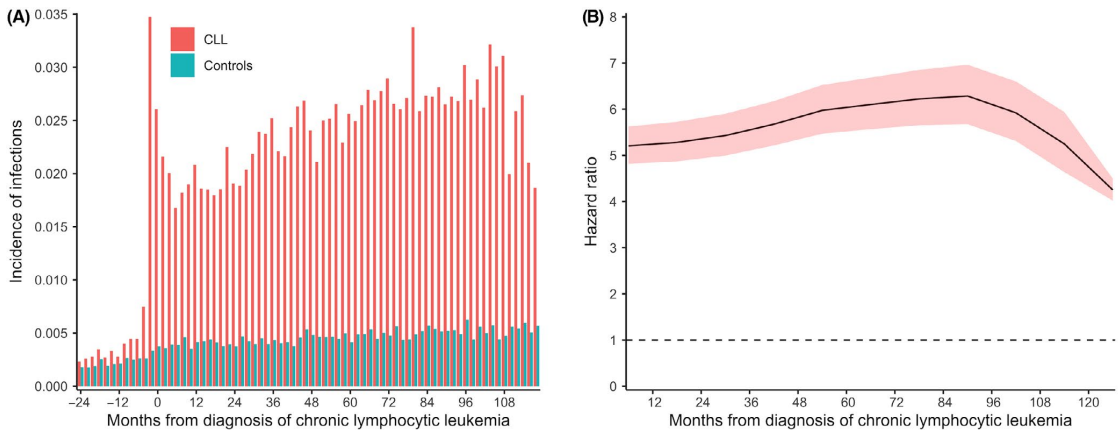 (A)
0.035
0.030
0.025
0.020
0.015
0.010
0.005
0.000
Incidence of infections
CLL
Controls
−24 −12 0 12 24 36 48 60 72 84 96 108
Months from diagnosis of chronic lymphocytic leukemia
(B)
8
7
6
5
4
3
2
1
0
Hazard ratio
12 24 36 48 60 72 84 96 108 120
Months from diagnosis of chronic lymphocytic leukemia